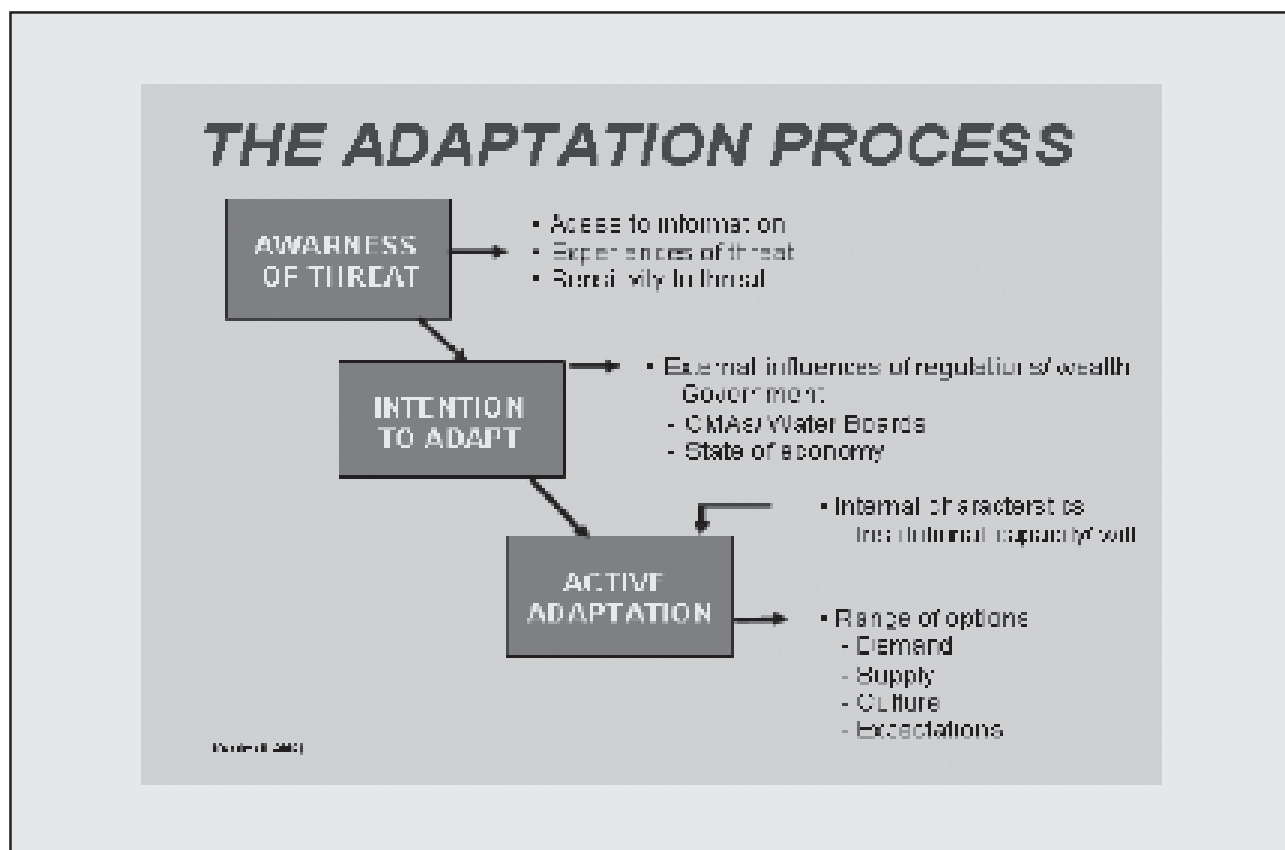 THE ADAPTATION PROCESS
AWARNESS
OF THREAT
• Acess to information
• Experiences of threat
• Sensitivity to threat
INTENTION
TO ADAPT
• External influences of regulations/ wealth
Government
- CMAs/ Water Boards
- State of economy
• Internal characterstics
Institutional capacity/ will
ACTIVE
ADAPTATION
• Range of options
- Demand
- Supply
- Culture
- Expectations